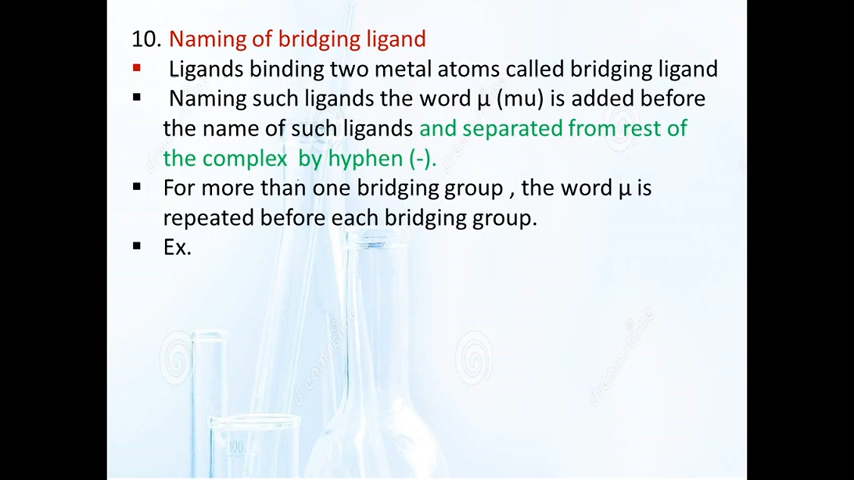 10. Naming of bridging ligand
▪ Ligands binding two metal atoms called bridging ligand
▪ Naming such ligands the word µ (mu) is added before
the name of such ligands and separated from rest of
the complex by hyphen (-).
▪ For more than one bridging group , the word µ is
repeated before each bridging group.
▪ Ex.
100